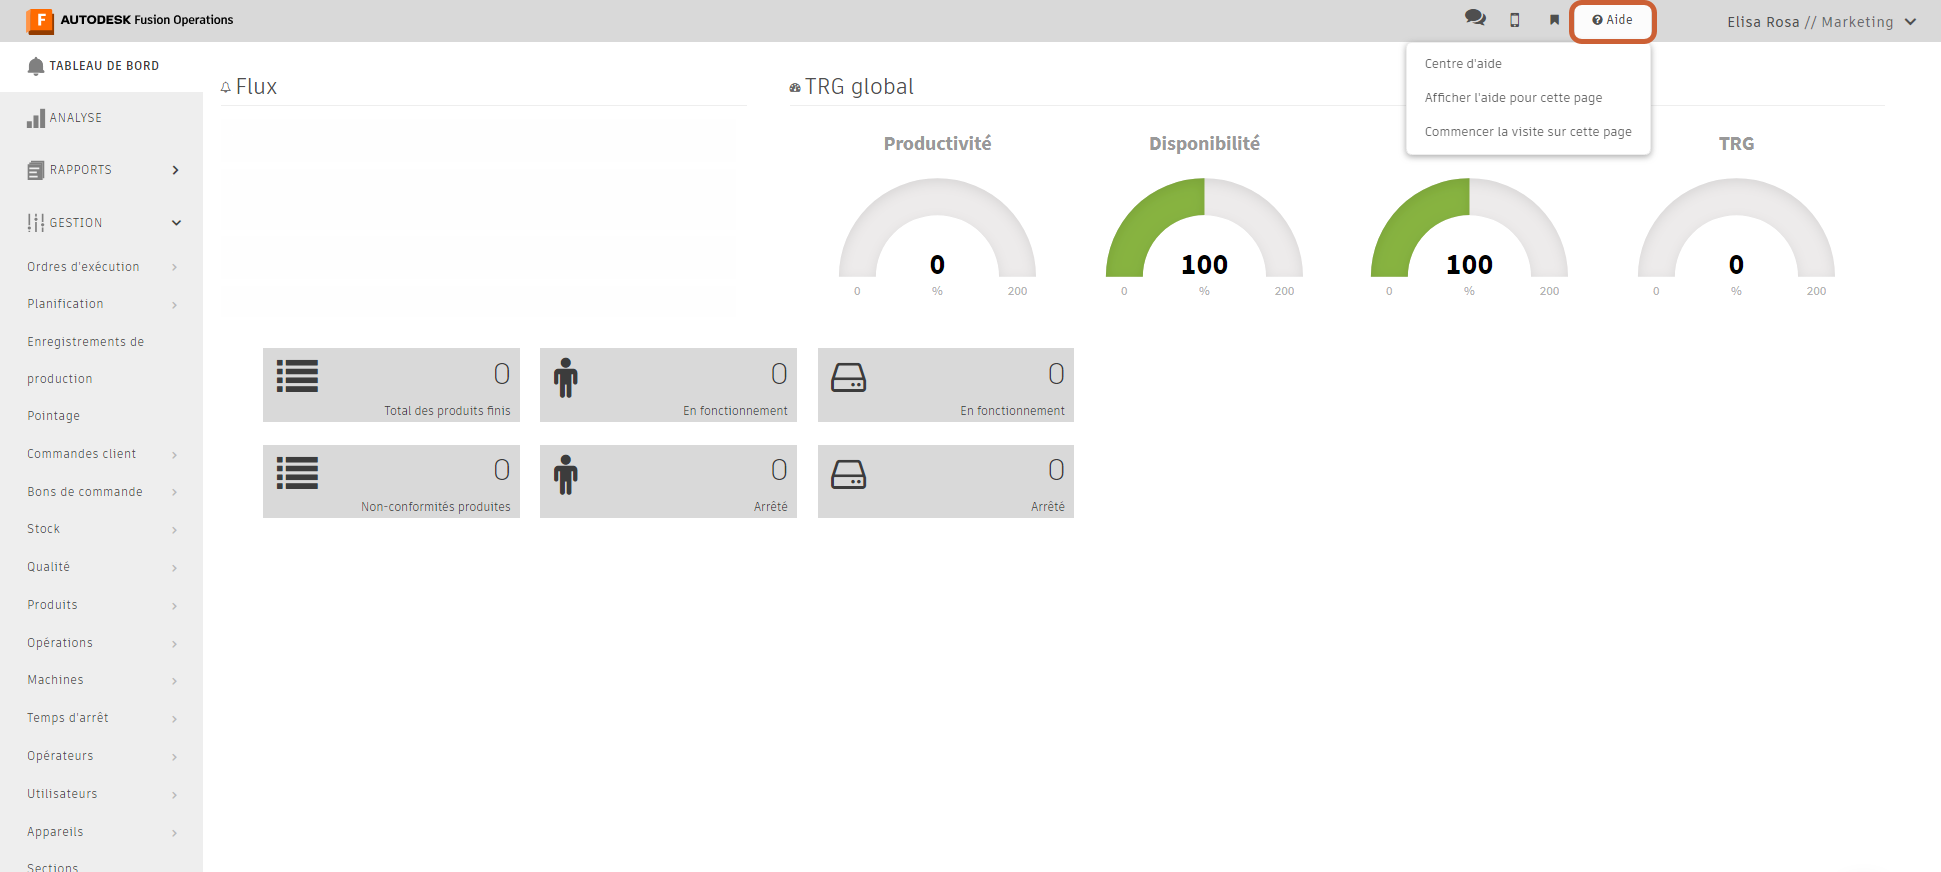 F AUTODESK Fusion Operations
Aide
Elisa Rosa // Marketing
Centre d'aide
Afficher l'aide pour cette page
Commencer la visite sur cette page
TABLEAU DE BORD
ANALYSE
RAPPORTS
GESTION
Ordres d'exécution
Planification
Enregistrements de
production
Pointage
Commandes client
Bons de commande
Stock
Qualité
Produits
Opérations
Machines
Temps d'arrêt
Opérateurs
Utilisateurs
Appareils
Sections
Flux
TRG global
Productivité
0
0 % 200
Disponibilité
100
0 % 200
100
0 % 200
TRG
0
0 % 200
0
Total des produits finis
0
En fonctionnement
0
En fonctionnement
0
Non-conformités produites
0
Arrêté
0
Arrêté